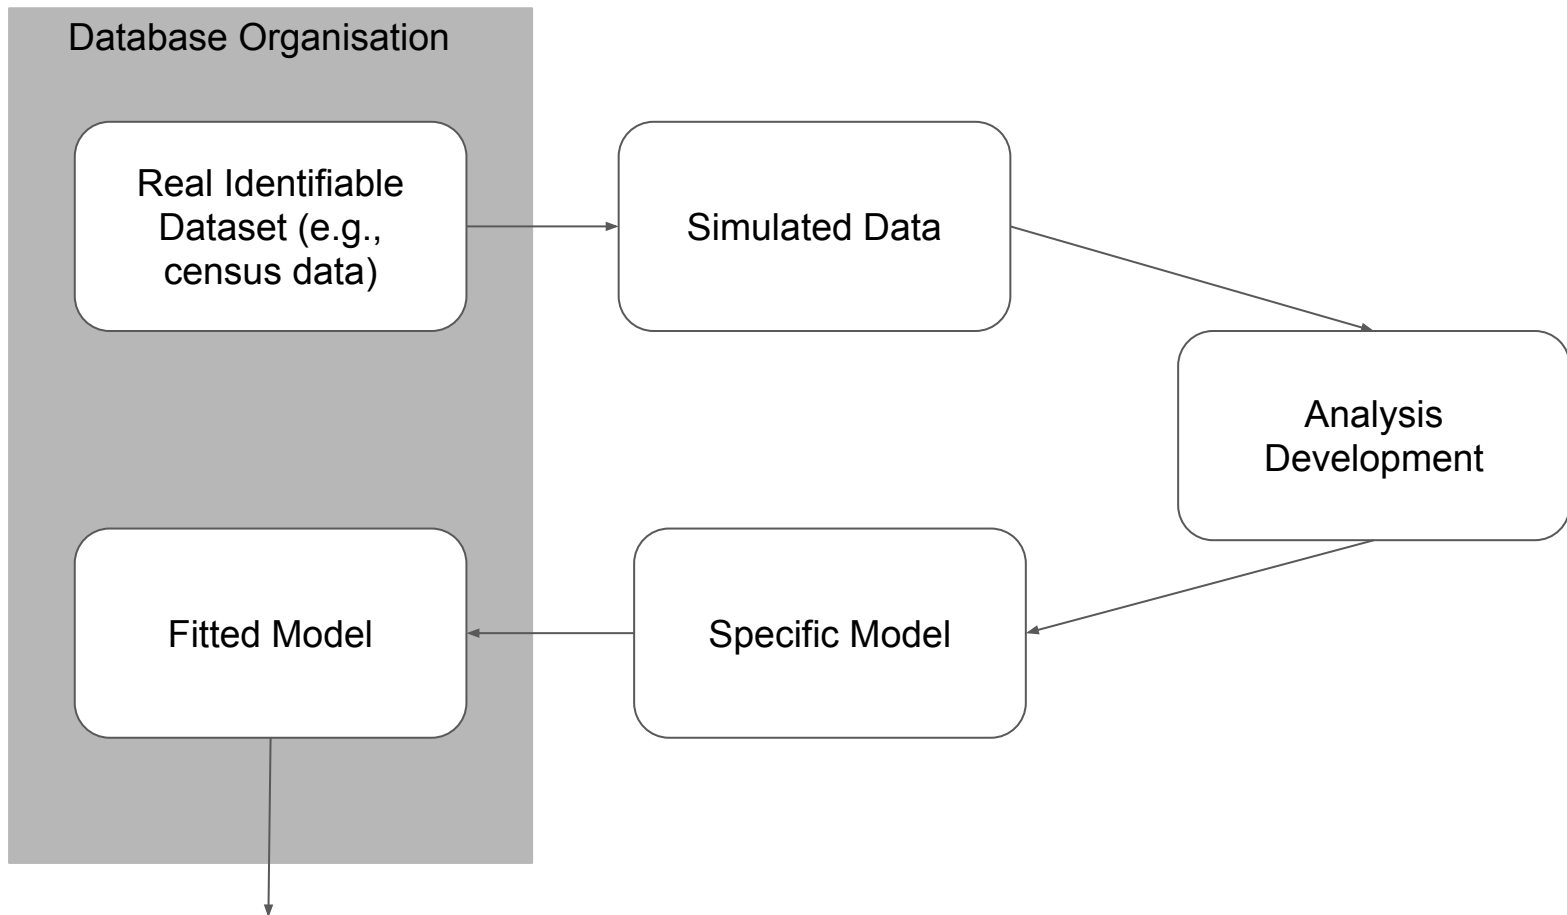 Database Organisation
Real Identifiable
Dataset (e.g.,
census data)
Simulated Data
Analysis
Development
Fitted Model
Specific Model